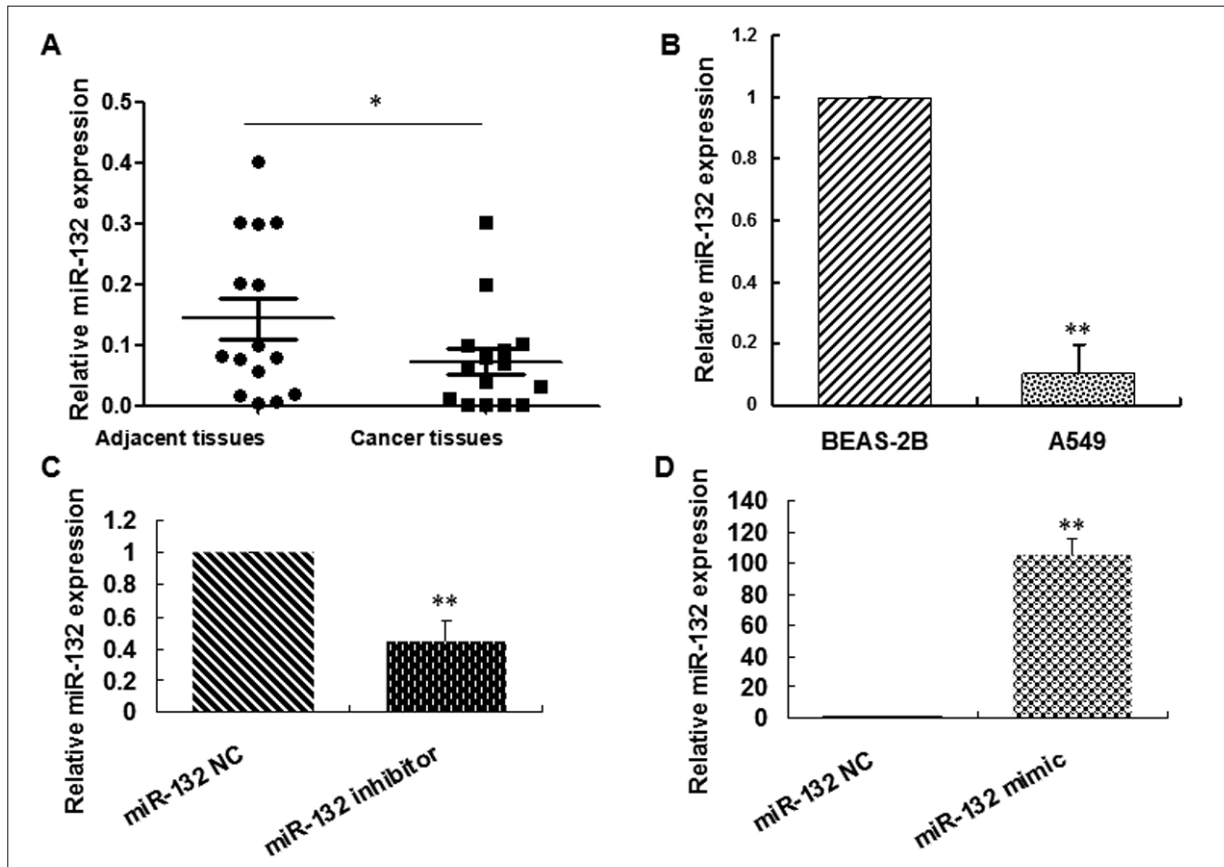 A
Relative miR-132 expression
0.5
0.4
0.3
0.2
0.1
0.0
*
Adjacent tissues
Cancer tissues
B
Relative miR-132 expression
1.2
1
0.8
0.6
0.4
0.2
0
**
BEAS-2B
A549
C
Relative miR-132 expression
1.2
1
0.8
0.6
0.4
0.2
0
**
miR-132 NC
miR-132 inhibitor
D
Relative miR-132 expression
140
120
100
80
60
40
20
0
**
miR-132 NC
miR-132 mimic